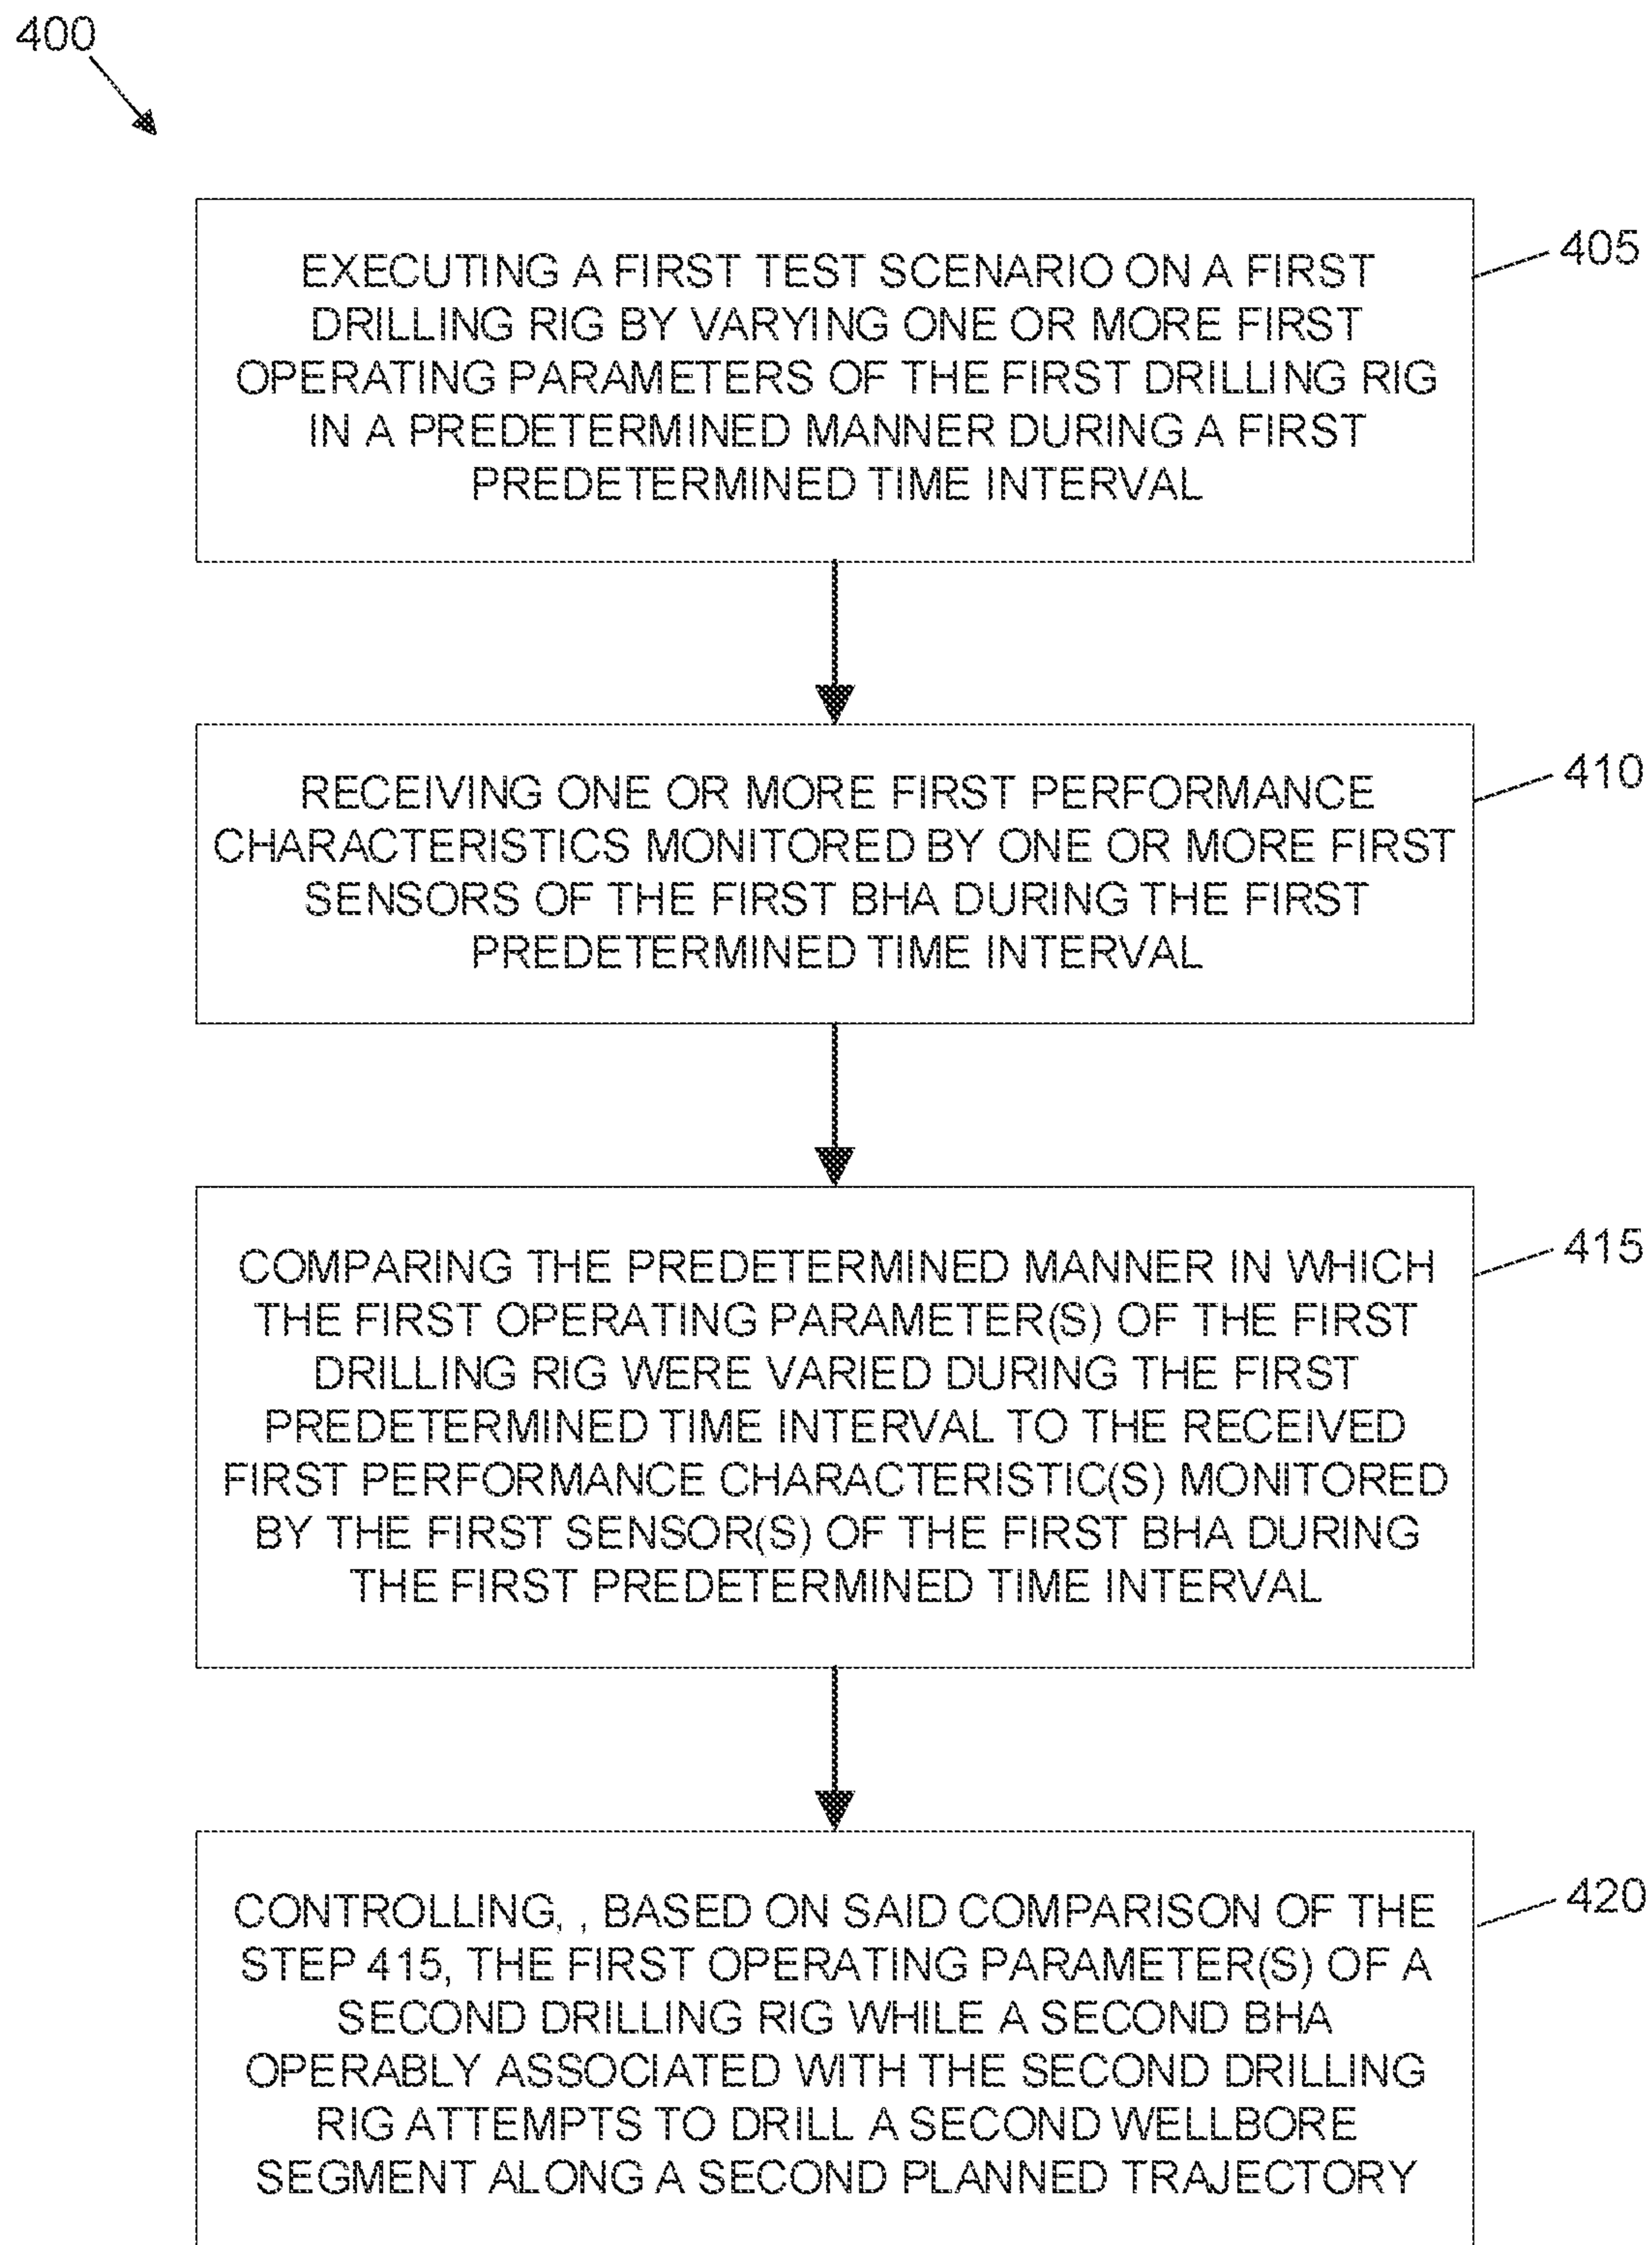 400
EXECUTING A FIRST TEST SCENARIO ON A FIRST
DRILLING RIG BY VARYING ONE OR MORE FIRST
OPERATING PARAMETERS OF THE FIRST DRILLING RIG
IN A PREDETERMINED MANNER DURING A FIRST
PREDETERMINED TIME INTERVAL
405
RECEIVING ONE OR MORE FIRST PERFORMANCE
CHARACTERISTICS MONITORED BY ONE OR MORE FIRST
SENSORS OF THE FIRST BHA DURING THE FIRST
PREDETERMINED TIME INTERVAL
410
COMPARING THE PREDETERMINED MANNER IN WHICH
THE FIRST OPERATING PARAMETER(S) OF THE FIRST
DRILLING RIG WERE VARIED DURING THE FIRST
PREDETERMINED TIME INTERVAL TO THE RECEIVED
FIRST PERFORMANCE CHARACTERISTIC(S) MONITORED
BY THE FIRST SENSOR(S) OF THE FIRST BHA DURING
THE FIRST PREDETERMINED TIME INTERVAL
415
CONTROLLING, , BASED ON SAID COMPARISON OF THE
STEP 415, THE FIRST OPERATING PARAMETER(S) OF A
SECOND DRILLING RIG WHILE A SECOND BHA
OPERABLY ASSOCIATED WITH THE SECOND DRILLING
RIG ATTEMPTS TO DRILL A SECOND WELLBORE
SEGMENT ALONG A SECOND PLANNED TRAJECTORY
420